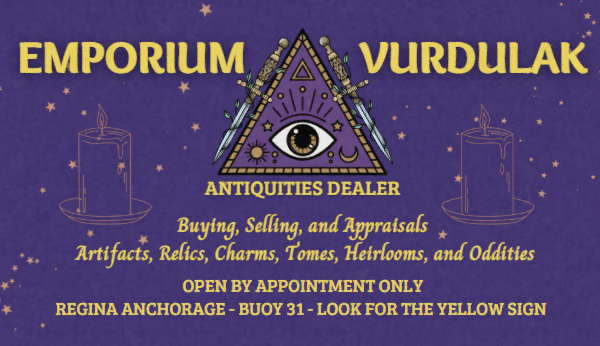 EMPORIUM VURDULAK
ANTIQUITIES DEALER
Buying, Selling, and Appraisals
Artifacts, Relics, Charms, Tomes, Heirlooms, and Oddities
OPEN BY APPOINTMENT ONLY
REGINA ANCHORAGE - BUOY 31 - LOOK FOR THE YELLOW SIGN